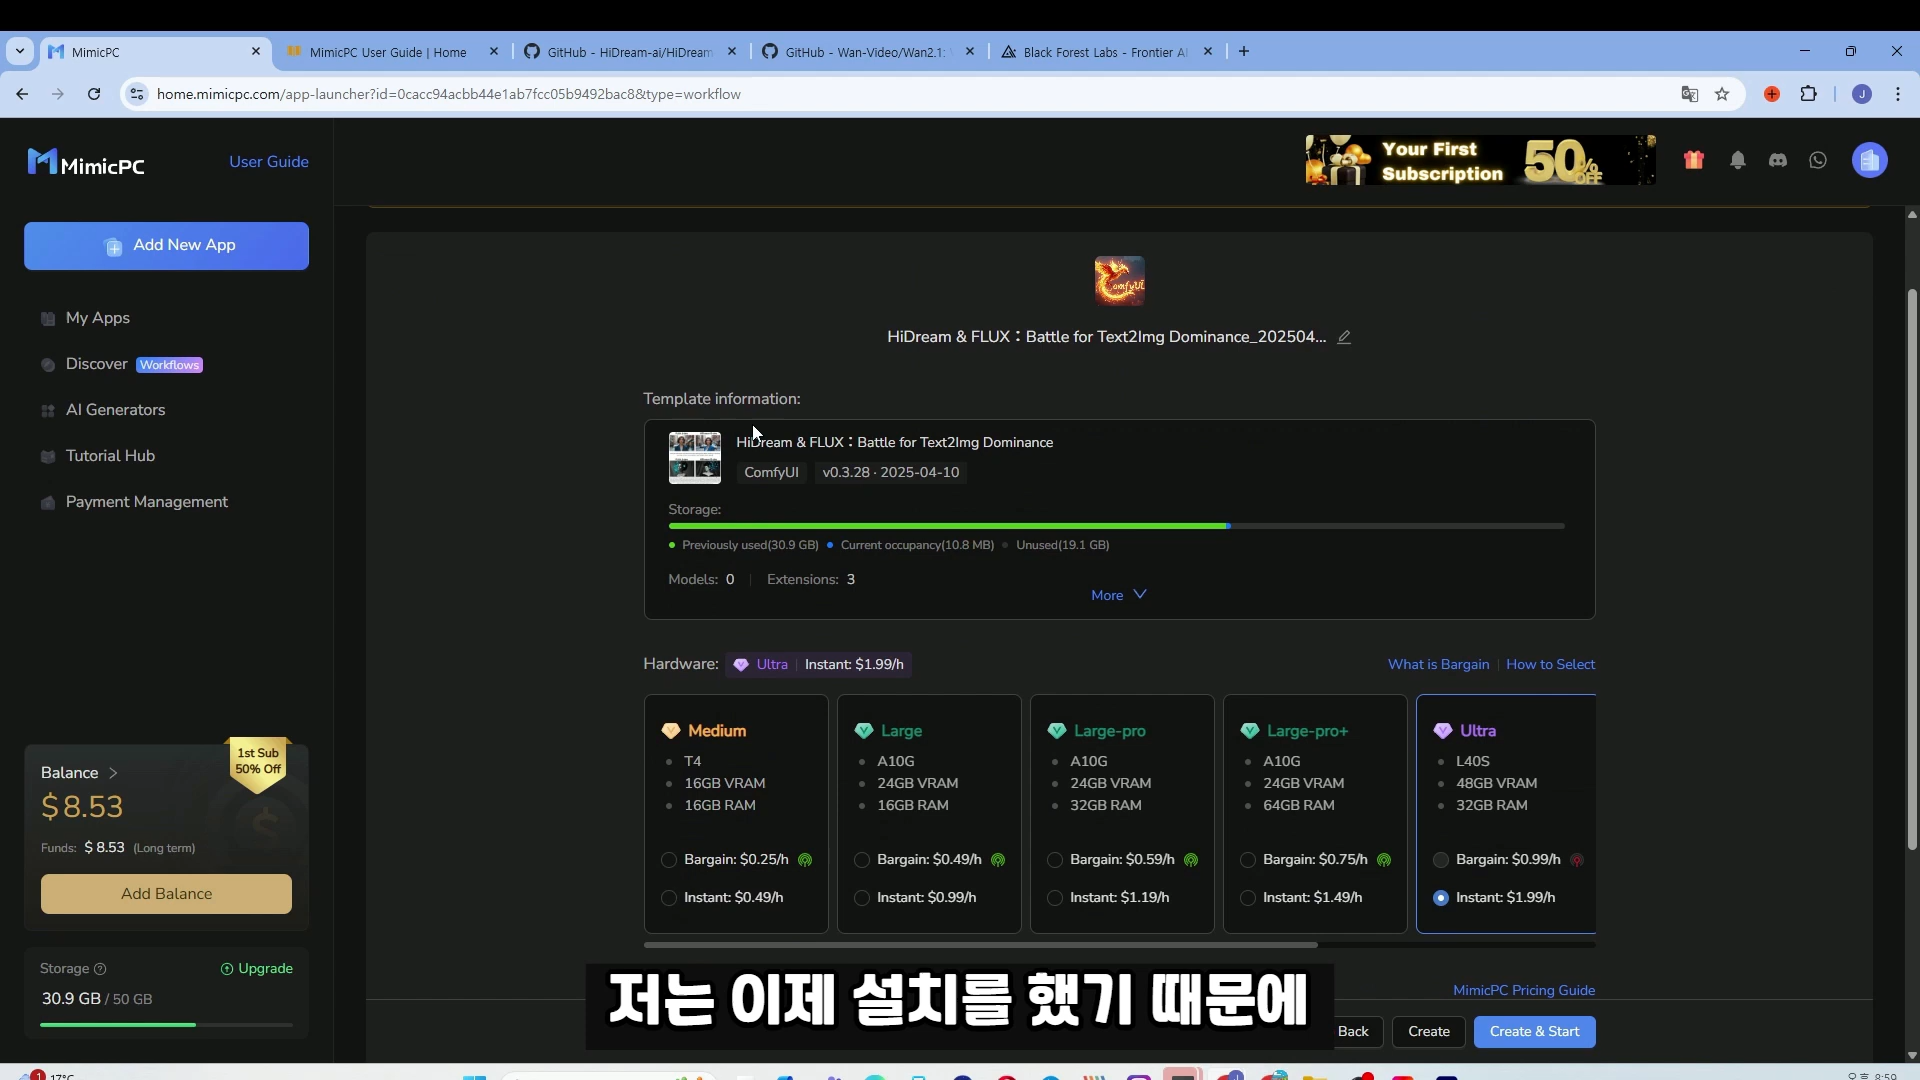 MimicPC
MimicPC User Guide | Home
GitHub - HiDream-ai/HiDream
GitHub - Wan-Video/Wan2.1:
Black Forest Labs - Frontier AI
home.mimicpc.com/app-launcher?id=0cacc94acbb44e1ab7fcc05b9492bac8&type=workflow
J
MimicPC
User Guide
Your First
Subscription
50% OFF
Add New App
My Apps
Discover
Workflows
AI Generators
Tutorial Hub
Payment Management
ComfyUI
HiDream & FLUX：Battle for Text2Img Dominance_202504...
Template information:
HiDream & FLUX：Battle for Text2Img Dominance
ComfyUI
v0.3.28 · 2025-04-10
Storage:
Previously used(30.9 GB)
Current occupancy(10.8 MB)
Unused(19.1 GB)
Models: 0
Extensions: 3
More
Hardware:
Ultra | Instant: $1.99/h
What is Bargain
How to Select
Medium
T4
16GB VRAM
16GB RAM
Bargain: $0.25/h
Instant: $0.49/h
Large
A10G
24GB VRAM
16GB RAM
Bargain: $0.49/h
Instant: $0.99/h
Large-pro
A10G
24GB VRAM
32GB RAM
Bargain: $0.59/h
Instant: $1.19/h
Large-pro+
A10G
24GB VRAM
64GB RAM
Bargain: $0.75/h
Instant: $1.49/h
Ultra
L40S
48GB VRAM
32GB RAM
Bargain: $0.99/h
Instant: $1.99/h
1st Sub
50% Off
Balance
$8.53
Funds: $8.53 (Long term)
Add Balance
Storage
Upgrade
30.9 GB / 50 GB
MimicPC Pricing Guide
저는 이제 설치를 했기 때문에
Back
Create
Create & Start
1
17°C
오후 8:59